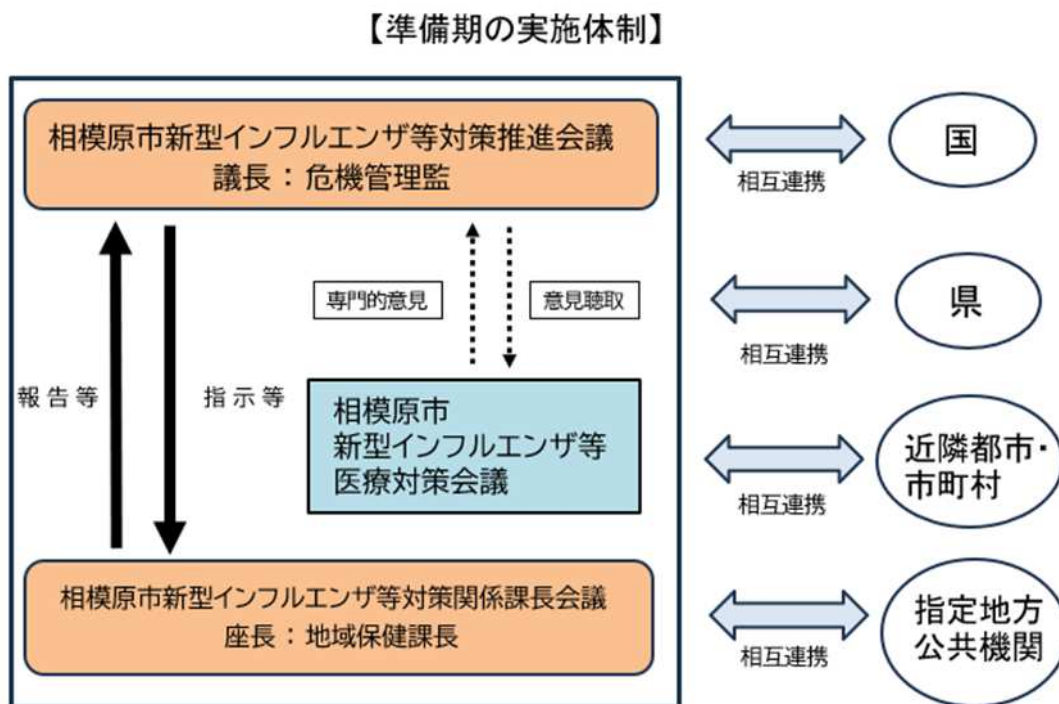 【準備期の実施体制】
相模原市新型インフルエンザ等対策推進会議
議長：危機管理監
国
相互連携
専門的意見
意見聴取
県
相互連携
報告等
指示等
相模原市
新型インフルエンザ等
医療対策会議
近隣都市・
市町村
相互連携
相模原市新型インフルエンザ等対策関係課長会議
座長：地域保健課長
指定地方
公共機関
相互連携